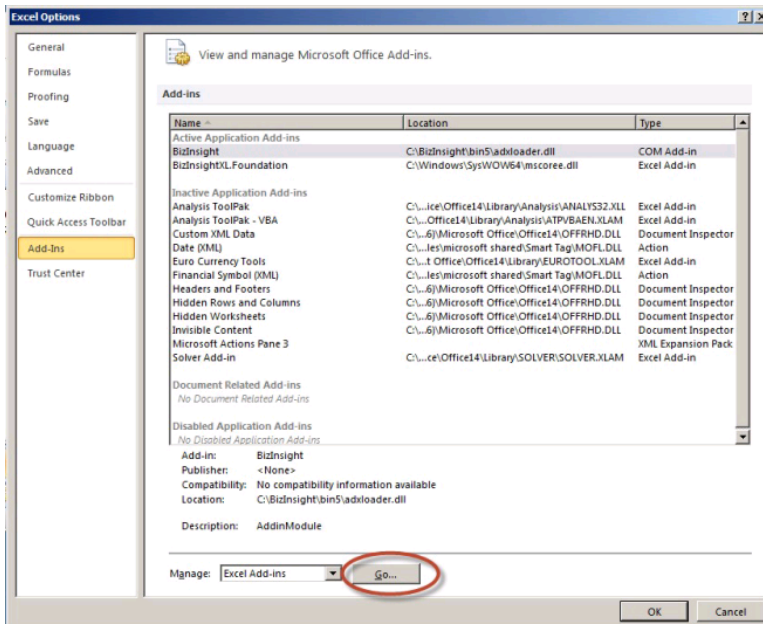 Excel Options
General
Formulas
Proofing
Save
Language
Advanced
Customize Ribbon
Quick Access Toolbar
Add-Ins
Trust Center
View and manage Microsoft Office Add-ins.
Add-ins
Name Location Type
Active Application Add-ins
BizInsight C:\BizInsight\bin5\adxloader.dll COM Add-in
BizInsightXL.Foundation C:\Windows\SysWOW64\mscoree.dll Excel Add-in
Inactive Application Add-ins
Analysis ToolPak C:\...ice\Office14\Library\Analysis\ANALYS32.XLL Excel Add-in
Analysis ToolPak - VBA C:\...Office14\Library\Analysis\ATPVBAEN.XLAM Excel Add-in
Custom XML Data C:\...6)\Microsoft Office\Office14\OFFRHD.DLL Document Inspector
Date (XML) C:\...les\microsoft shared\Smart Tag\MOFL.DLL Action
Euro Currency Tools C:\...t Office\Office14\Library\EUROTOOL.XLAM Excel Add-in
Financial Symbol (XML) C:\...les\microsoft shared\Smart Tag\MOFL.DLL Action
Headers and Footers C:\...6)\Microsoft Office\Office14\OFFRHD.DLL Document Inspector
Hidden Rows and Columns C:\...6)\Microsoft Office\Office14\OFFRHD.DLL Document Inspector
Hidden Worksheets C:\...6)\Microsoft Office\Office14\OFFRHD.DLL Document Inspector
Invisible Content C:\...6)\Microsoft Office\Office14\OFFRHD.DLL Document Inspector
Microsoft Actions Pane 3 XML Expansion Pack
Solver Add-in C:\...ce\Office14\Library\SOLVER\SOLVER.XLAM Excel Add-in
Document Related Add-ins
No Document Related Add-ins
Disabled Application Add-ins
No Disabled Application Add-ins
Add-in: BizInsight
Publisher: <None>
Compatibility: No compatibility information available
Location: C:\BizInsight\bin5\adxloader.dll
Description: AddinModule
Manage: Excel Add-ins Go...
OK Cancel